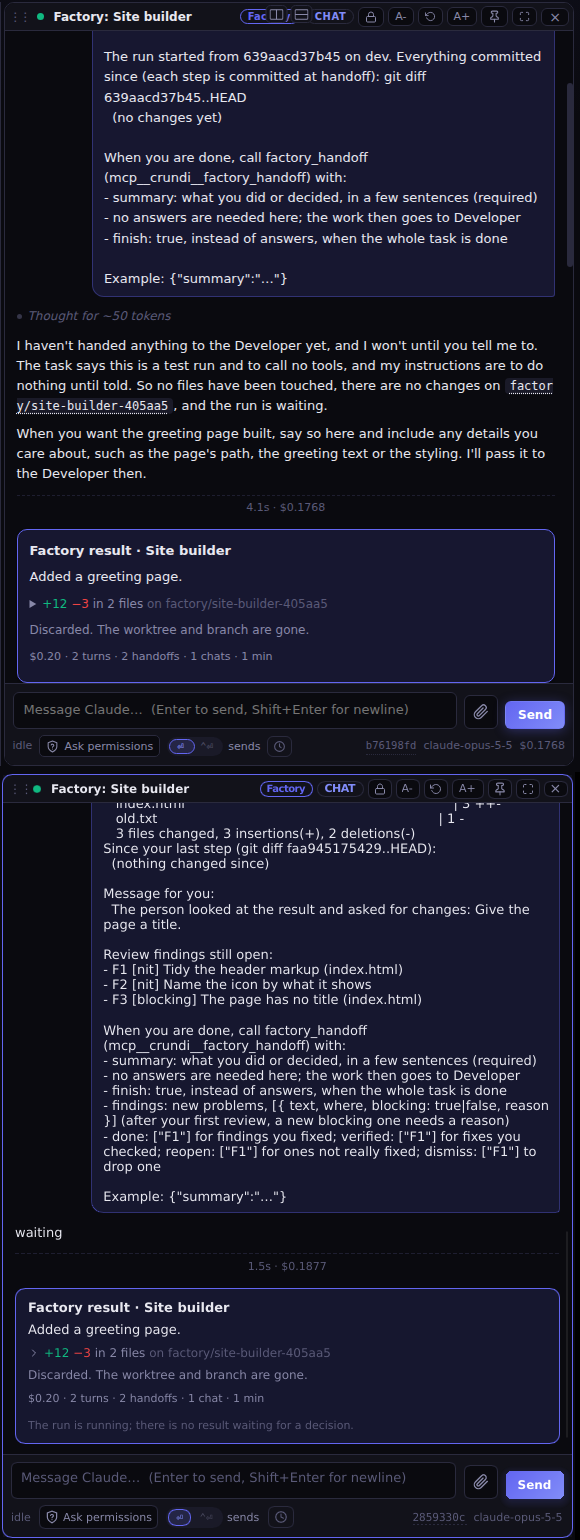 Factory: Site builder
CHAT
A-
A+
The run started from 639aacd37b45 on dev. Everything committed
since (each step is committed at handoff): git diff
639aacd37b45..HEAD
(no changes yet)
When you are done, call factory_handoff
(mcp__crundi__factory_handoff) with:
- summary: what you did or decided, in a few sentences (required)
- no answers are needed here; the work then goes to Developer
- finish: true, instead of answers, when the whole task is done
Example: {"summary":"…"}
Thought for ~50 tokens
I haven't handed anything to the Developer yet, and I won't until you tell me to.
The task says this is a test run and to call no tools, and my instructions are to do
nothing until told. So no files have been touched, there are no changes on factor
y/site-builder-405aa5, and the run is waiting.
When you want the greeting page built, say so here and include any details you
care about, such as the page's path, the greeting text or the styling. I'll pass it to
the Developer then.
4.1s · $0.1768
Factory result · Site builder
Added a greeting page.
+12 −3 in 2 files on factory/site-builder-405aa5
Discarded. The worktree and branch are gone.
$0.20 · 2 turns · 2 handoffs · 1 chats · 1 min
Message Claude… (Enter to send, Shift+Enter for newline)
Send
idle Ask permissions sends b76198fd claude-opus-5-5 $0.1768
Factory: Site builder
Factory CHAT A- A+
index.html | 3 ++-
old.txt | 1 -
3 files changed, 3 insertions(+), 2 deletions(-)
Since your last step (git diff faa945175429..HEAD):
(nothing changed since)
Message for you:
The person looked at the result and asked for changes: Give the
page a title.
Review findings still open:
- F1 [nit] Tidy the header markup (index.html)
- F2 [nit] Name the icon by what it shows
- F3 [blocking] The page has no title (index.html)
When you are done, call factory_handoff
(mcp__crundi__factory_handoff) with:
- summary: what you did or decided, in a few sentences (required)
- no answers are needed here; the work then goes to Developer
- finish: true, instead of answers, when the whole task is done
- findings: new problems, [{ text, where, blocking: true|false, reason
}] (after your first review, a new blocking one needs a reason)
- done: ["F1"] for findings you fixed; verified: ["F1"] for fixes you
checked; reopen: ["F1"] for ones not really fixed; dismiss: ["F1"] to
drop one
Example: {"summary":"…"}
waiting
1.5s · $0.1877
Factory result · Site builder
Added a greeting page.
+12 −3 in 2 files on factory/site-builder-405aa5
Discarded. The worktree and branch are gone.
$0.20 · 2 turns · 2 handoffs · 1 chat · 1 min
The run is running; there is no result waiting for a decision.
Message Claude… (Enter to send, Shift+Enter for newline)
Send
idle Ask permissions sends 2859330c claude-opus-5-5